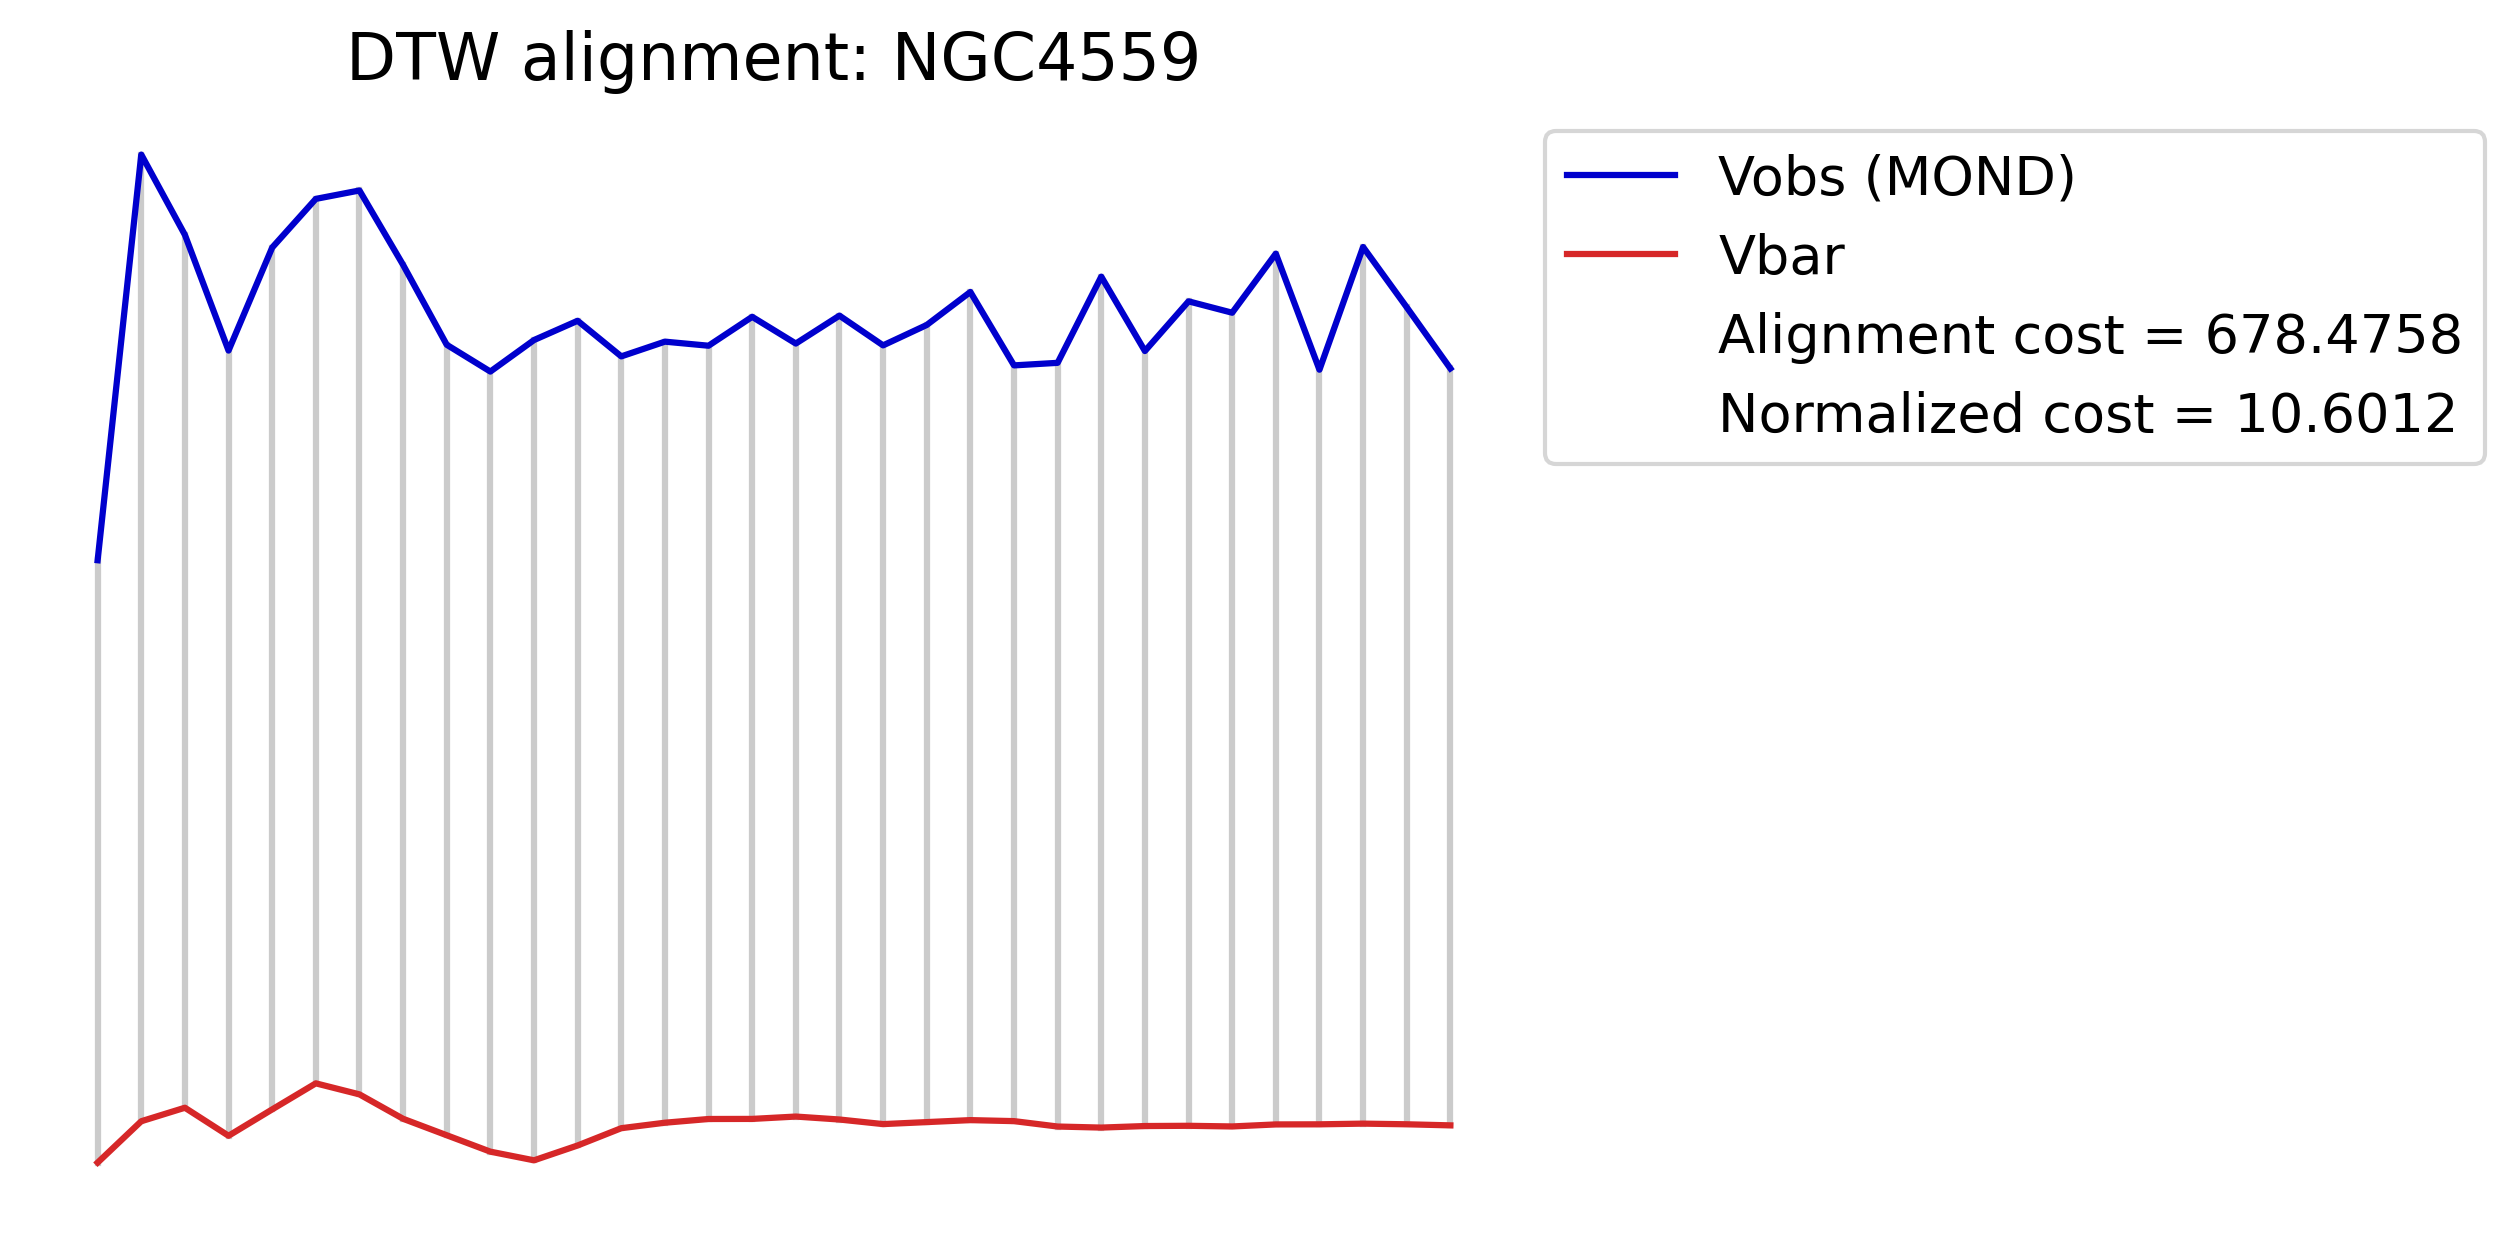 DTW alignment: NGC4559
Vobs (MOND)
Vbar
Alignment cost = 678.4758
Normalized cost = 10.6012